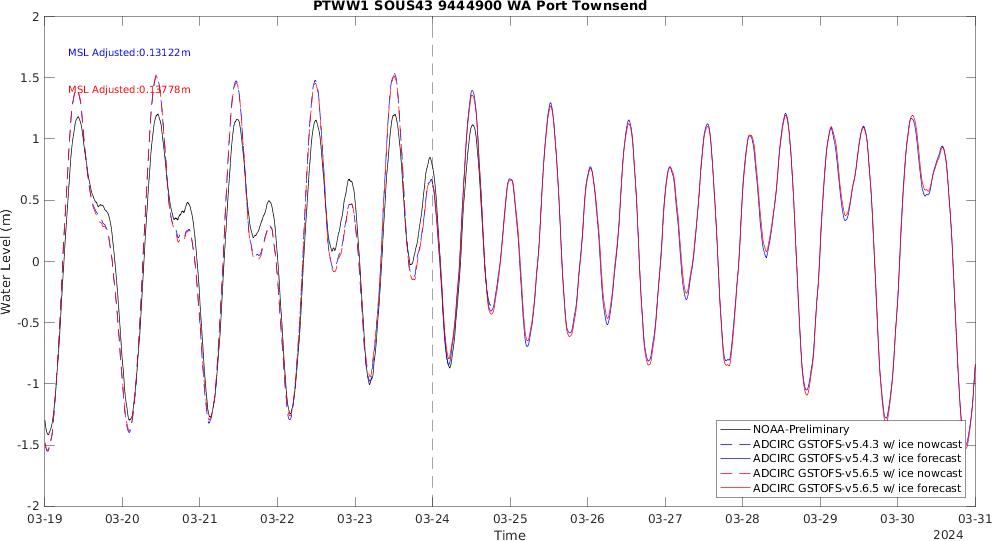 PTWW1 SOUS43 9444900 WA Port Townsend
MSL Adjusted:0.13122m
MSL Adjusted:0.13778m
Water Level (m)
2
1.5
1
0.5
0
-0.5
-1
-1.5
-2
NOAA-Preliminary
ADCIRC GSTOFS-v5.4.3 w/ ice nowcast
ADCIRC GSTOFS-v5.4.3 w/ ice forecast
ADCIRC GSTOFS-v5.6.5 w/ ice nowcast
ADCIRC GSTOFS-v5.6.5 w/ ice forecast
03-19 03-20 03-21 03-22 03-23 03-24 03-25 03-26 03-27 03-28 03-29 03-30 03-31
Time
2024